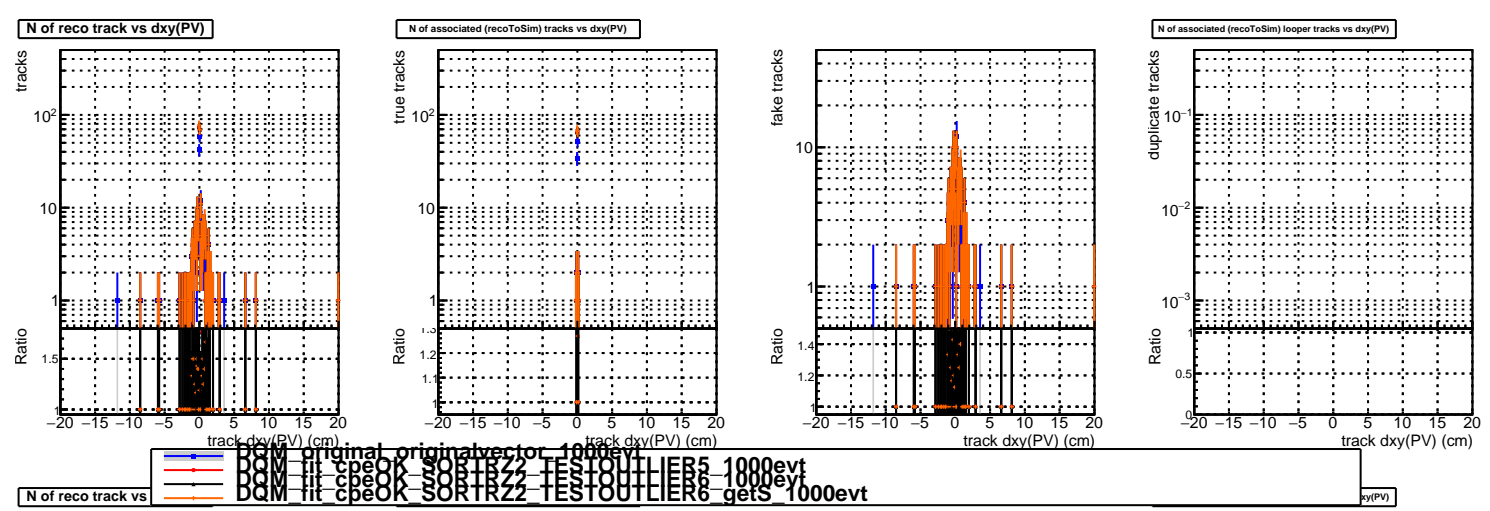 N of reco track vs dxy(PV)
tracks
10²
10
1
Ratio
1.5
1
−20 −15 −10 −5 0 5 10 15 20
track dxy(PV) (cm)
N of associated (recoToSim) tracks vs dxy(PV)
true tracks
10²
10
1
Ratio
1.3
1.2
1.1
1
−20 −15 −10 −5 0 5 10 15 20
track dxy(PV) (cm)
fake tracks
10
1
Ratio
1.4
1.2
1
−20 −15 −10 −5 0 5 10 15 20
track dxy(PV) (cm)
N of associated (recoToSim) looper tracks vs dxy(PV)
duplicate tracks
10⁻¹
10⁻²
10⁻³
Ratio
1
0.5
0
−20 −15 −10 −5 0 5 10 15 20
track dxy(PV) (cm)
DQM_original_originalvector_1000evt
DQM_fit_cpeOK_SORTRZ2_TESTOUTLIER5_1000evt
DQM_fit_cpeOK_SORTRZ2_TESTOUTLIER6_1000evt
DQM_fit_cpeOK_SORTRZ2_TESTOUTLIER6_getS_1000evt
N of reco track vs
xy(PV)